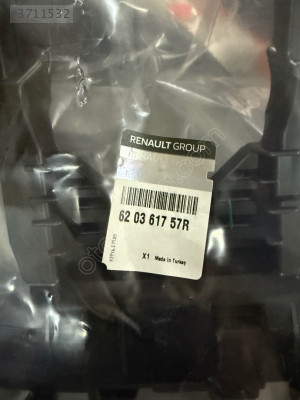 3711532
RENAULT GROUP
62 03 617 57R
X1 Made in Turkey